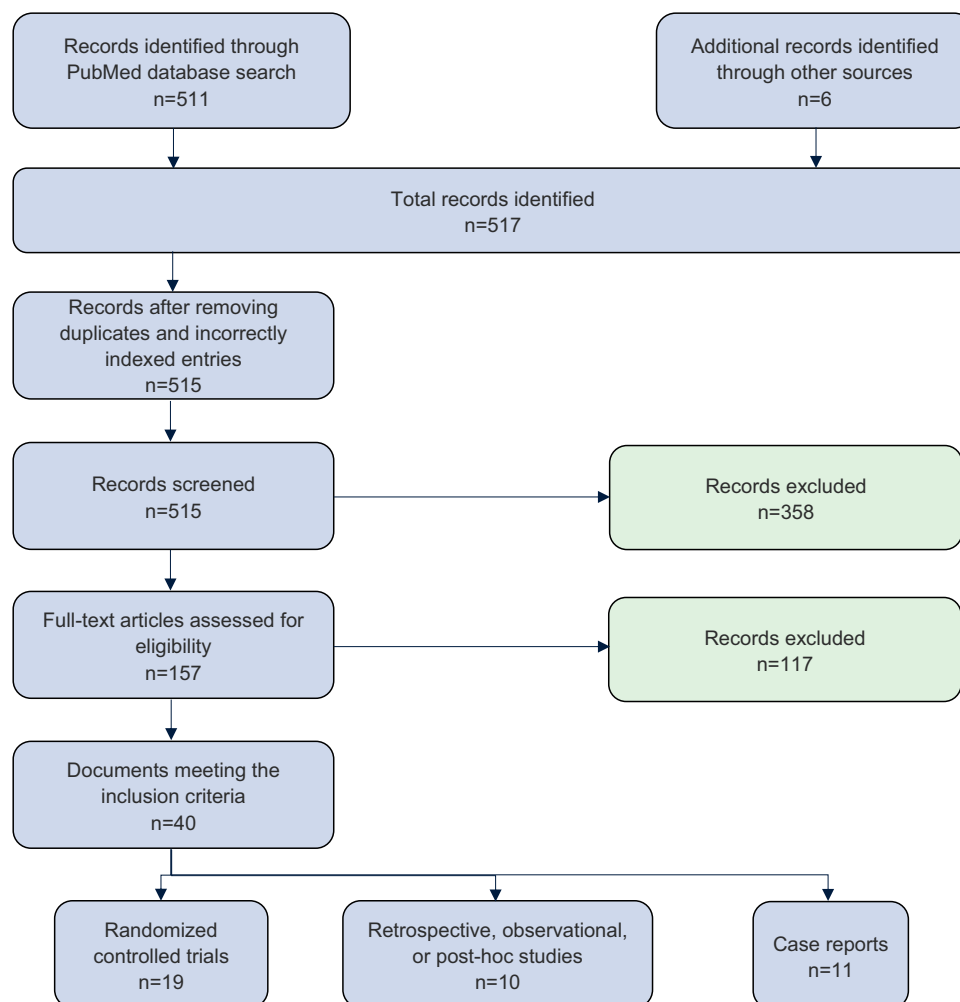 Records identified through
PubMed database search
n=511
Additional records identified
through other sources
n=6
Total records identified
n=517
Records after removing
duplicates and incorrectly
indexed entries
n=515
Records screened
n=515
Records excluded
n=358
Full-text articles assessed for
eligibility
n=157
Records excluded
n=117
Documents meeting the
inclusion criteria
n=40
Randomized
controlled trials
n=19
Retrospective, observational,
or post-hoc studies
n=10
Case reports
n=11